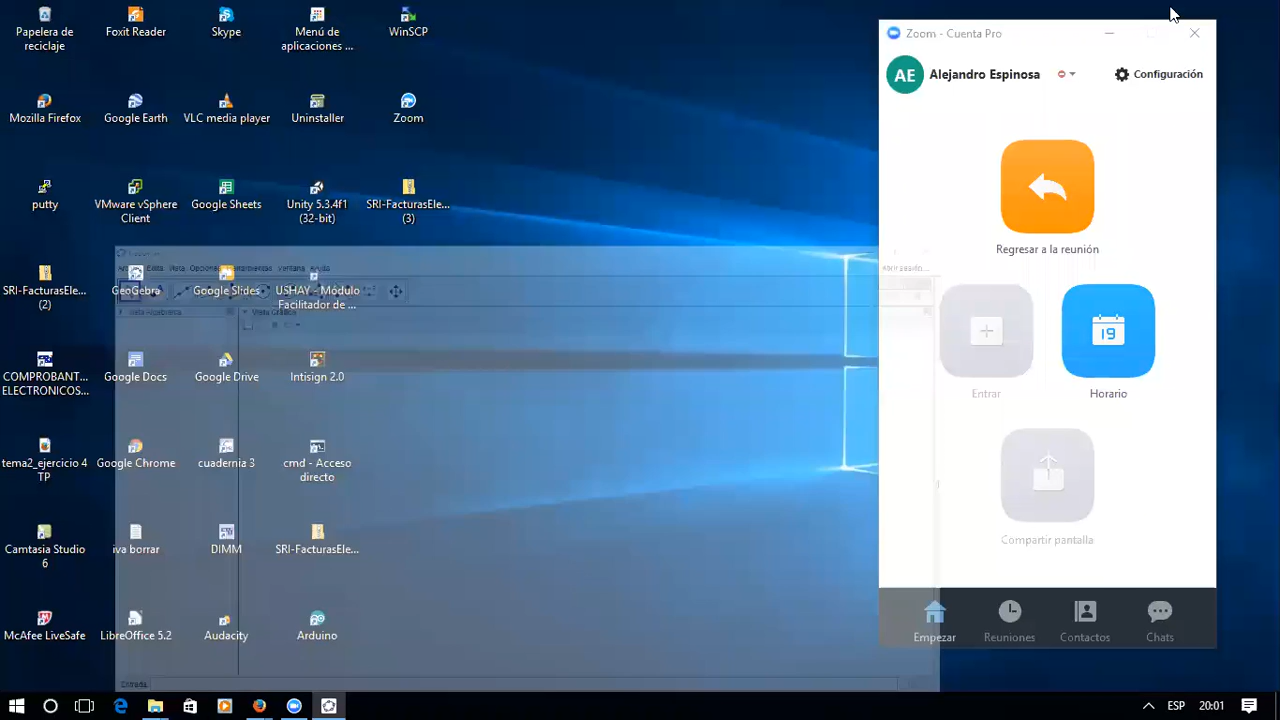 Papelera de
reciclaje
Foxit Reader
Skype
Menú de
aplicaciones ...
WinSCP
Mozilla Firefox
Google Earth
VLC media player
Uninstaller
Zoom
putty
VMware vSphere
Client
Google Sheets
Unity 5.3.4f1
(32-bit)
SRI-FacturasEle...
(3)
SRI-FacturasEle...
(2)
GeoGebra
Google Slides
USHAY - Módulo
Facilitador de ...
COMPROBANT...
ELECTRONICOS...
Google Docs
Google Drive
Intisign 2.0
tema2_ejercicio 4
TP
Google Chrome
cuadernia 3
cmd - Acceso
directo
Camtasia Studio
6
iva borrar
DIMM
SRI-FacturasEle...
McAfee LiveSafe
LibreOffice 5.2
Audacity
Arduino
Vista Gráfica
Entrada
Zoom - Cuenta Pro
AE
Alejandro Espinosa
Configuración
Regresar a la reunión
Entrar
19
Horario
Compartir pantalla
Empezar
Reuniones
Contactos
Chats
ESP
20:01